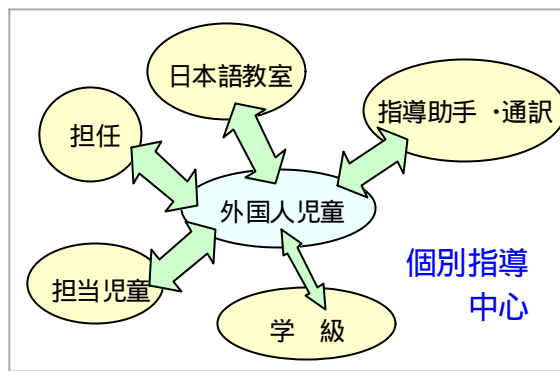 日本語教室
指導助手・通訳
担任
外国人児童
個別指導
中心
担当児童
学　級